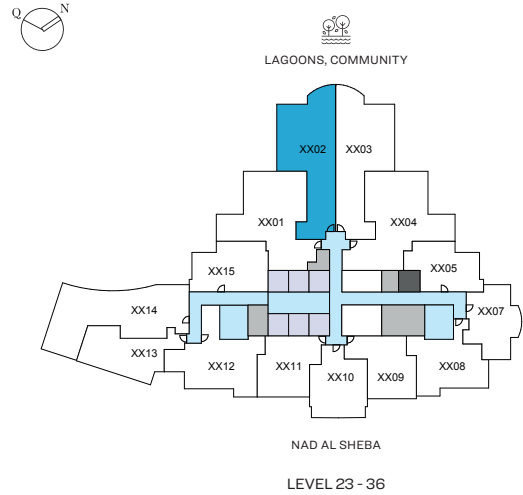 Q N
LAGOONS, COMMUNITY
XX02 XX03
XX01 XX04
XX15 XX05
XX14 XX07
XX13
XX12 XX11 XX10 XX09 XX08
NAD AL SHEBA
LEVEL 23 - 36